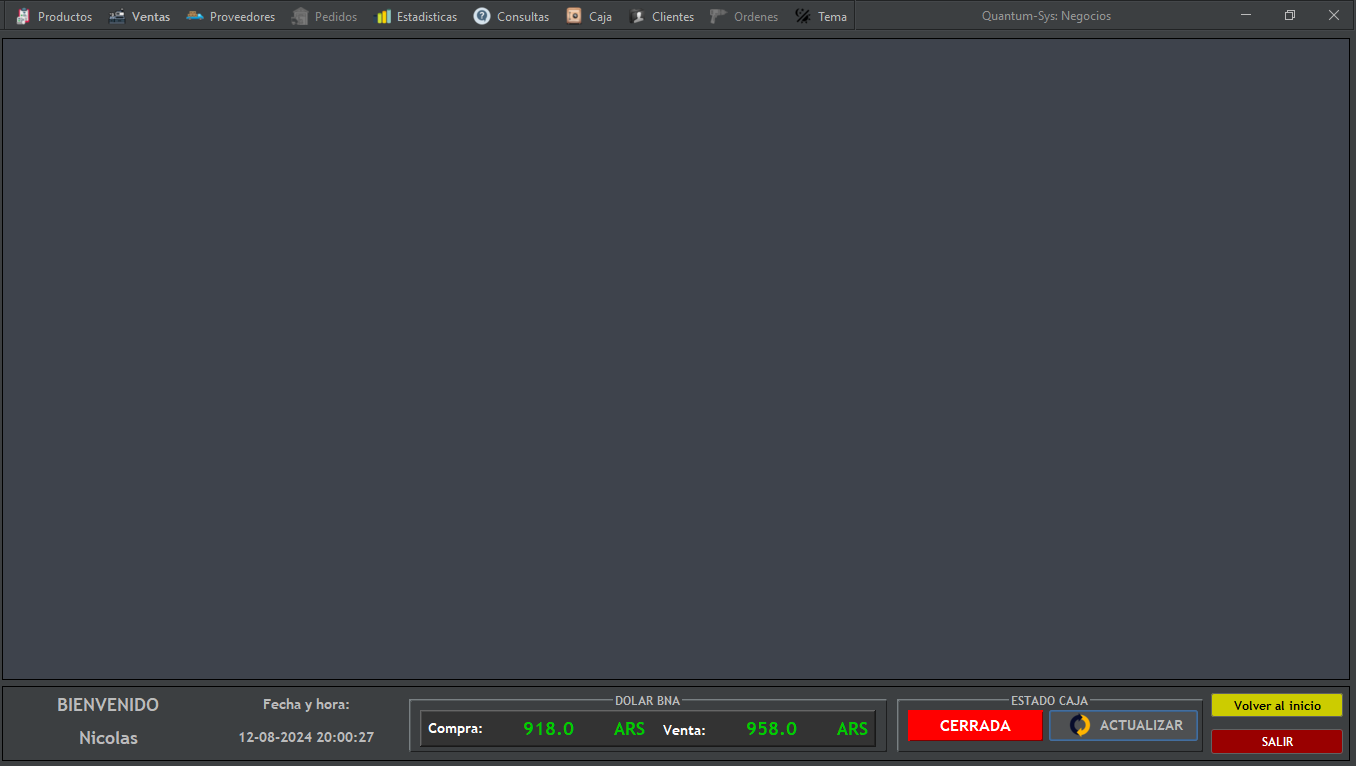 Productos Ventas Proveedores Pedidos Estadisticas Consultas Caja Clientes Ordenes Tema Quantum-Sys: Negocios
BIENVENIDO
Nicolas
Fecha y hora:
12-08-2024 20:00:27
DOLAR BNA
Compra: 918.0 ARS Venta: 958.0 ARS
ESTADO CAJA
CERRADA ACTUALIZAR
Volver al inicio
SALIR